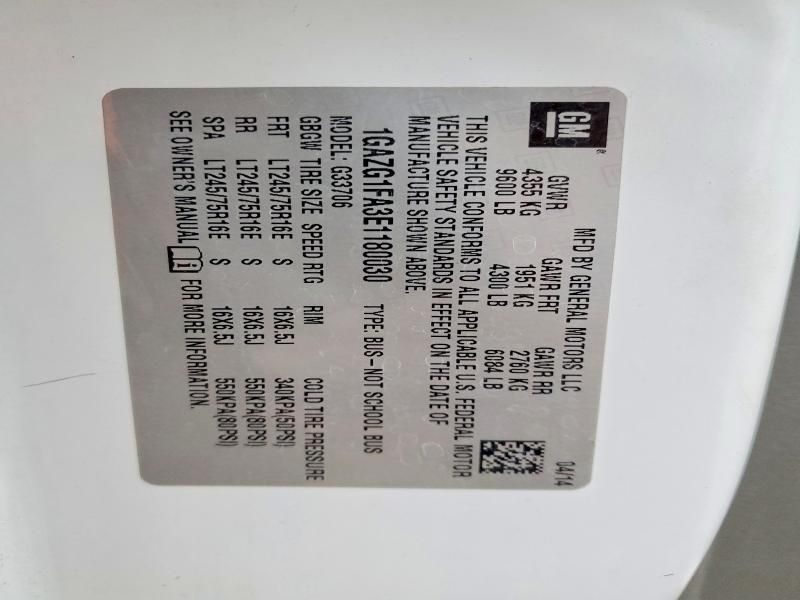 GM®
MFD BY GENERAL MOTORS LLC 04/14
GVWR GAWR FRT GAWR RR
4355 KG 1951 KG 2760 KG
9600 LB 4300 LB 6084 LB
THIS VEHICLE CONFORMS TO ALL APPLICABLE U.S. FEDERAL MOTOR
VEHICLE SAFETY STANDARDS IN EFFECT ON THE DATE OF
MANUFACTURE SHOWN ABOVE.
1GAZG1FA3E1180030 TYPE: BUS-NOT SCHOOL BUS
MODEL: G33706
GBGW TIRE SIZE SPEED RTG RIM COLD TIRE PRESSURE
FRT LT245/75R16E S 16X6.5J 340KPA(50PSI)
RR LT245/75R16E S 16X6.5J 550KPA(80PSI)
SPA LT245/75R16E S 16X6.5J 550KPA(80PSI)
SEE OWNER'S MANUAL FOR MORE INFORMATION.